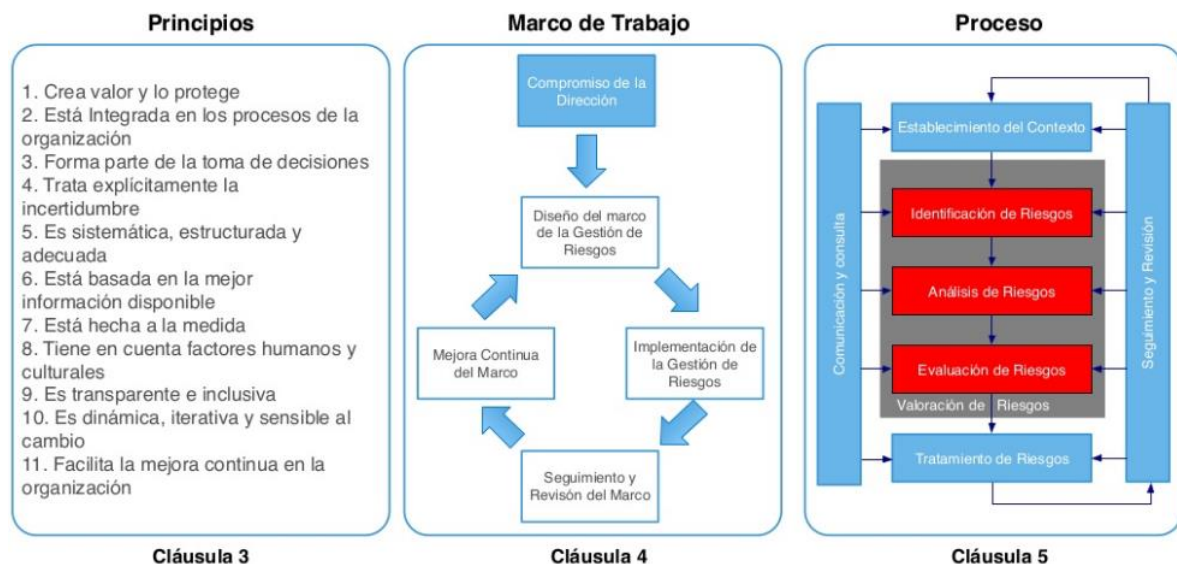 Principios
1. Crea valor y lo protege
2. Está Integrada en los procesos de la
organización
3. Forma parte de la toma de decisiones
4. Trata explícitamente la
incertidumbre
5. Es sistemática, estructurada y
adecuada
6. Está basada en la mejor
información disponible
7. Está hecha a la medida
8. Tiene en cuenta factores humanos y
culturales
9. Es transparente e inclusiva
10. Es dinámica, iterativa y sensible al
cambio
11. Facilita la mejora continua en la
organización
Cláusula 3
Marco de Trabajo
Compromiso de la
Dirección
Diseño del marco
de la Gestión de
Riesgos
Mejora Continua
del Marco
Implementación de
la Gestión de
Riesgos
Seguimiento y
Revisón del Marco
Cláusula 4
Proceso
Comunicación y consulta
Establecimiento del Contexto
Identificación de Riesgos
Análisis de Riesgos
Evaluación de Riesgos
Valoración de Riesgos
Tratamiento de Riesgos
Seguimiento y Revisión
Cláusula 5